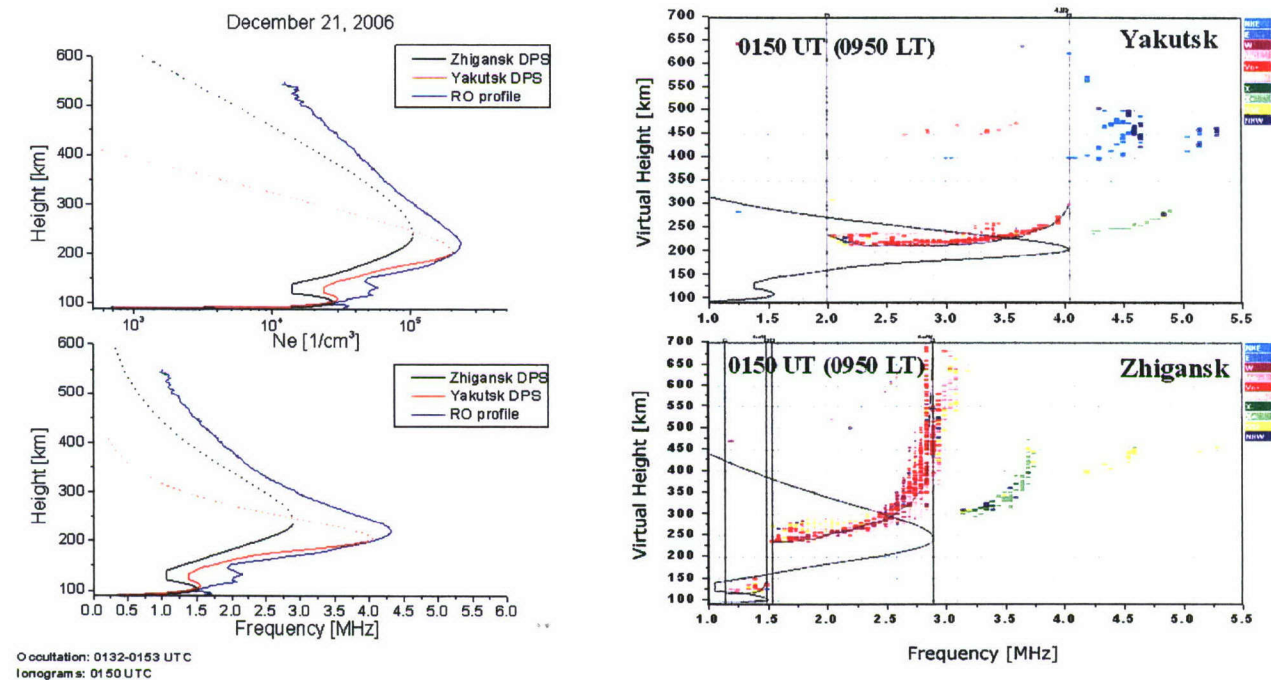 December 21, 2006
600
500
400
300
200
100
Height [km]
Zhigansk DPS
Yakutsk DPS
RO profile
10³ 10⁴ 10⁵
Ne [1/cm³]
600
500
400
300
200
100
Height [km]
Zhigansk DPS
Yakutsk DPS
RO profile
0.0 0.5 1.0 1.5 2.0 2.5 3.0 3.5 4.0 4.5 5.0 5.5 6.0
Frequency [MHz]
Occultation: 0132-0153 UTC
Ionograms: 0150 UTC
700
650
600
550
500
450
400
350
300
250
200
150
100
Virtual Height [km]
0150 UT (0950 LT)
Yakutsk
NNE
E
W
Vo+
X
NNW
1.0 1.5 2.0 2.5 3.0 3.5 4.0 4.5 5.0 5.5
700
650
600
550
500
450
400
350
300
250
200
150
100
Virtual Height [km]
0150 UT (0950 LT)
Zhigansk
W
Vo+
X
NNW
1.0 1.5 2.0 2.5 3.0 3.5 4.0 4.5 5.0 5.5
Frequency [MHz]